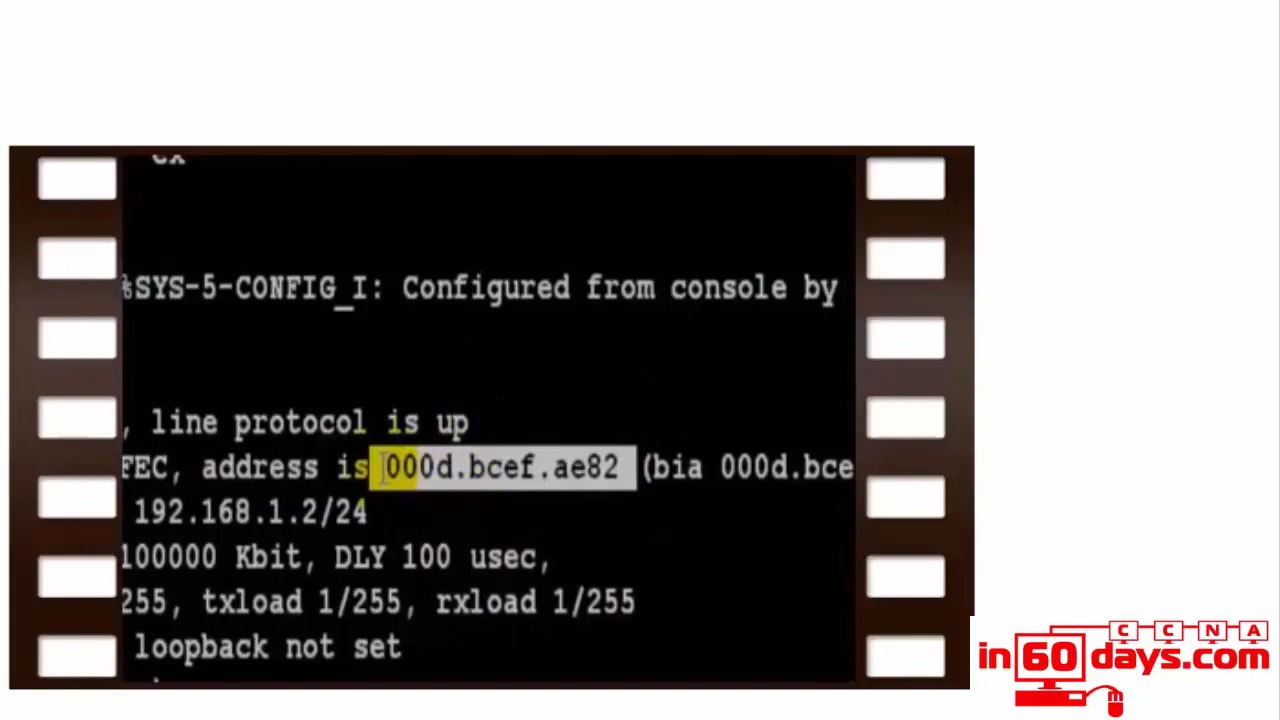 %SYS-5-CONFIG_I: Configured from console by
, line protocol is up
FEC, address is 000d.bcef.ae82 (bia 000d.bce
192.168.1.2/24
100000 Kbit, DLY 100 usec,
255, txload 1/255, rxload 1/255
loopback not set
CCNA
in60days.com